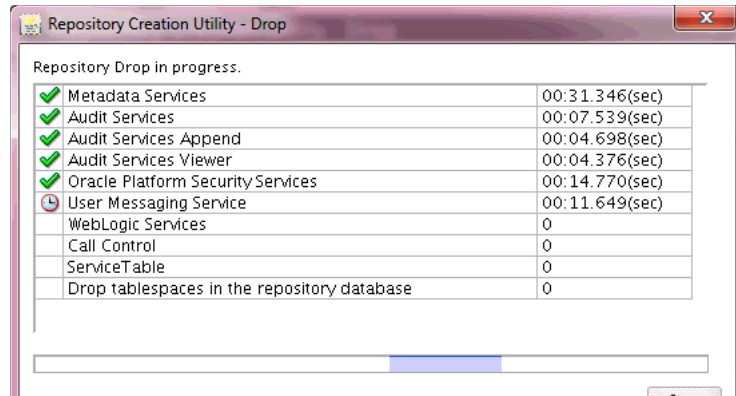 Repository Creation Utility - Drop
Repository Drop in progress.
Metadata Services 00:31.346(sec)
Audit Services 00:07.539(sec)
Audit Services Append 00:04.698(sec)
Audit Services Viewer 00:04.376(sec)
Oracle Platform Security Services 00:14.770(sec)
User Messaging Service 00:11.649(sec)
WebLogic Services 0
Call Control 0
ServiceTable 0
Drop tablespaces in the repository database 0